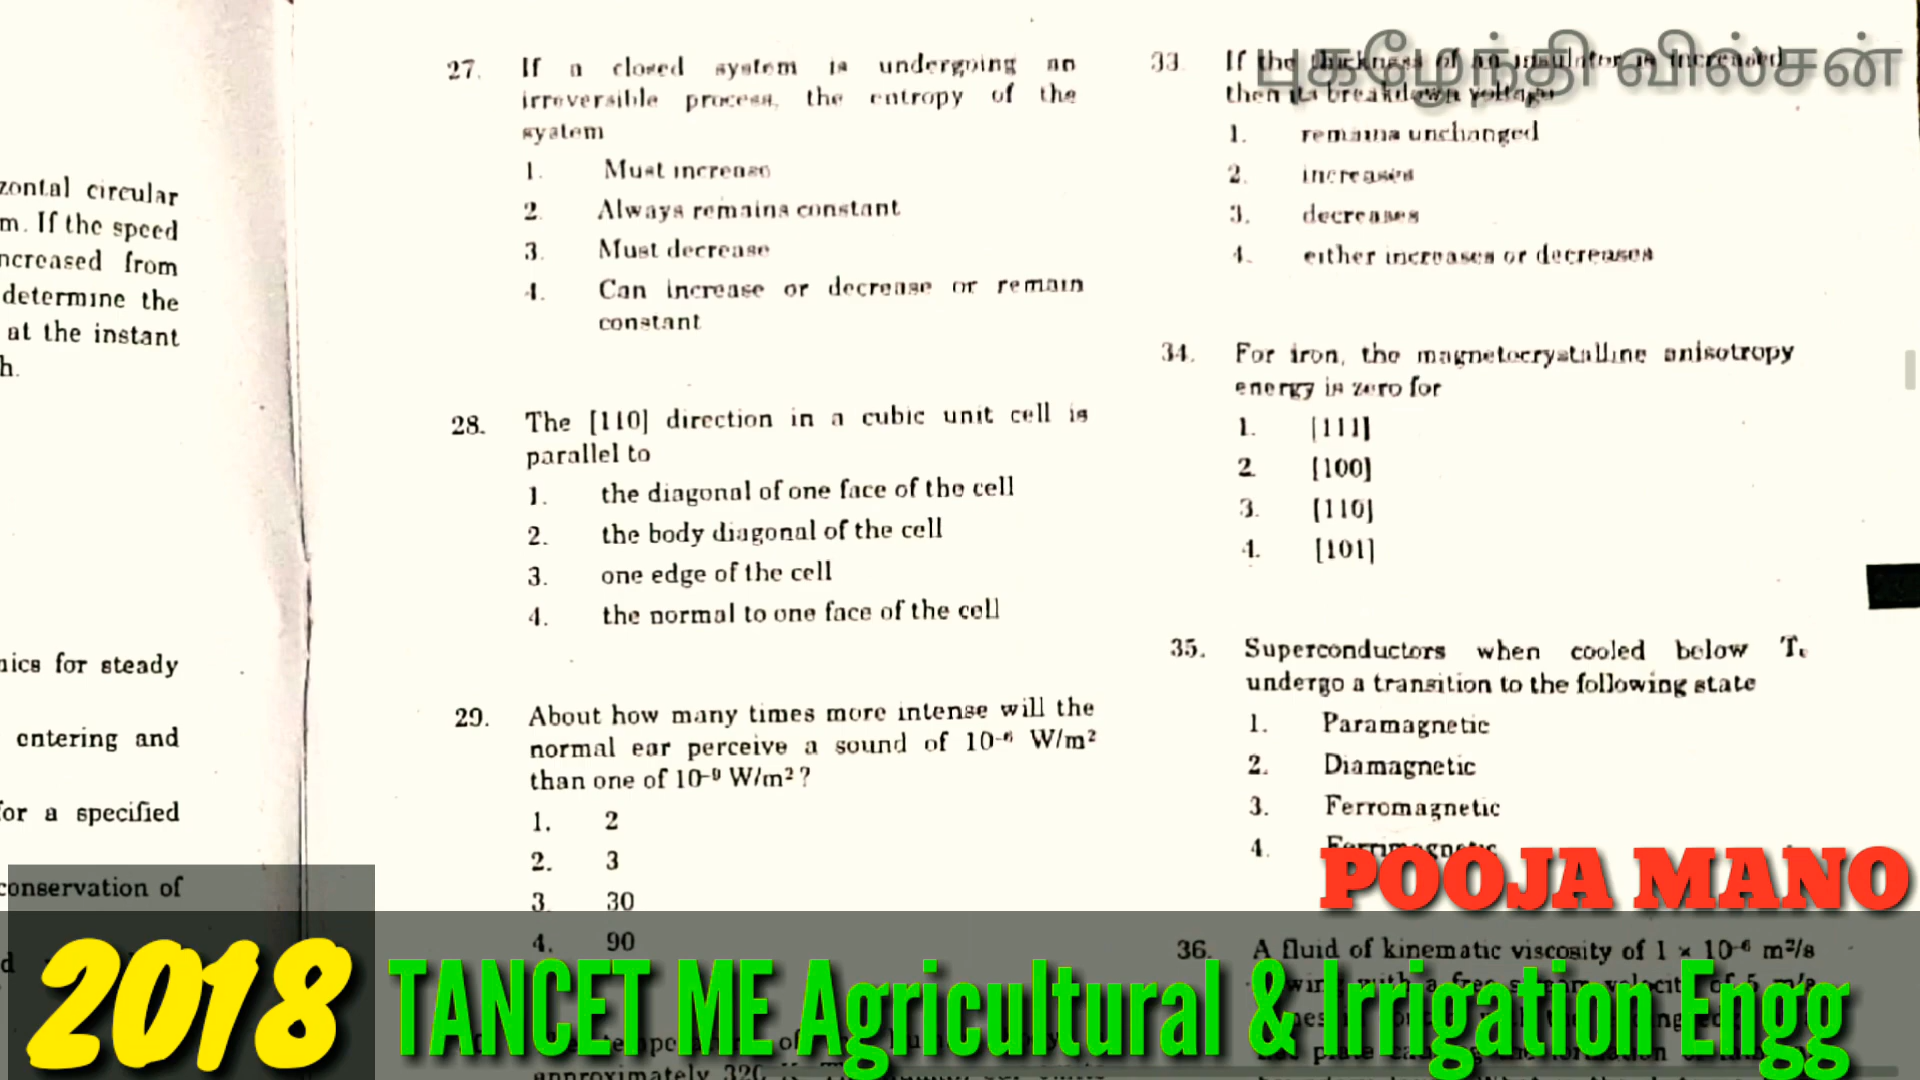 zontal circular
m. If the speed
ncreased from
determine the
at the instant
h.
nics for steady
entering and
for a specified
conservation of
27. If a closed system is undergoing an
irreversible process, the entropy of the
system
1. Must increase
2. Always remains constant
3. Must decrease
4. Can increase or decrease or remain
constant
28. The [110] direction in a cubic unit cell is
parallel to
1. the diagonal of one face of the cell
2. the body diagonal of the cell
3. one edge of the cell
4. the normal to one face of the cell
29. About how many times more intense will the
normal ear perceive a sound of 10⁻⁶ W/m²
than one of 10⁻⁹ W/m²?
1. 2
2. 3
3. 30
4. 90
approximately 320
புகழேந்தி வில்சன்
33. If the thickness of an insulator is increased
then its breakdown voltage
1. remains unchanged
2. increases
3. decreases
4. either increases or decreases
34. For iron, the magnetocrystalline anisotropy
energy is zero for
1. [111]
2. [100]
3. [110]
4. [101]
35. Superconductors when cooled below Tc
undergo a transition to the following state
1. Paramagnetic
2. Diamagnetic
3. Ferromagnetic
4. Ferrimagnetic
36. A fluid of kinematic viscosity of 1 × 10⁻⁶ m²/s
POOJA MANO
2018 TANCET ME Agricultural & Irrigation Engg